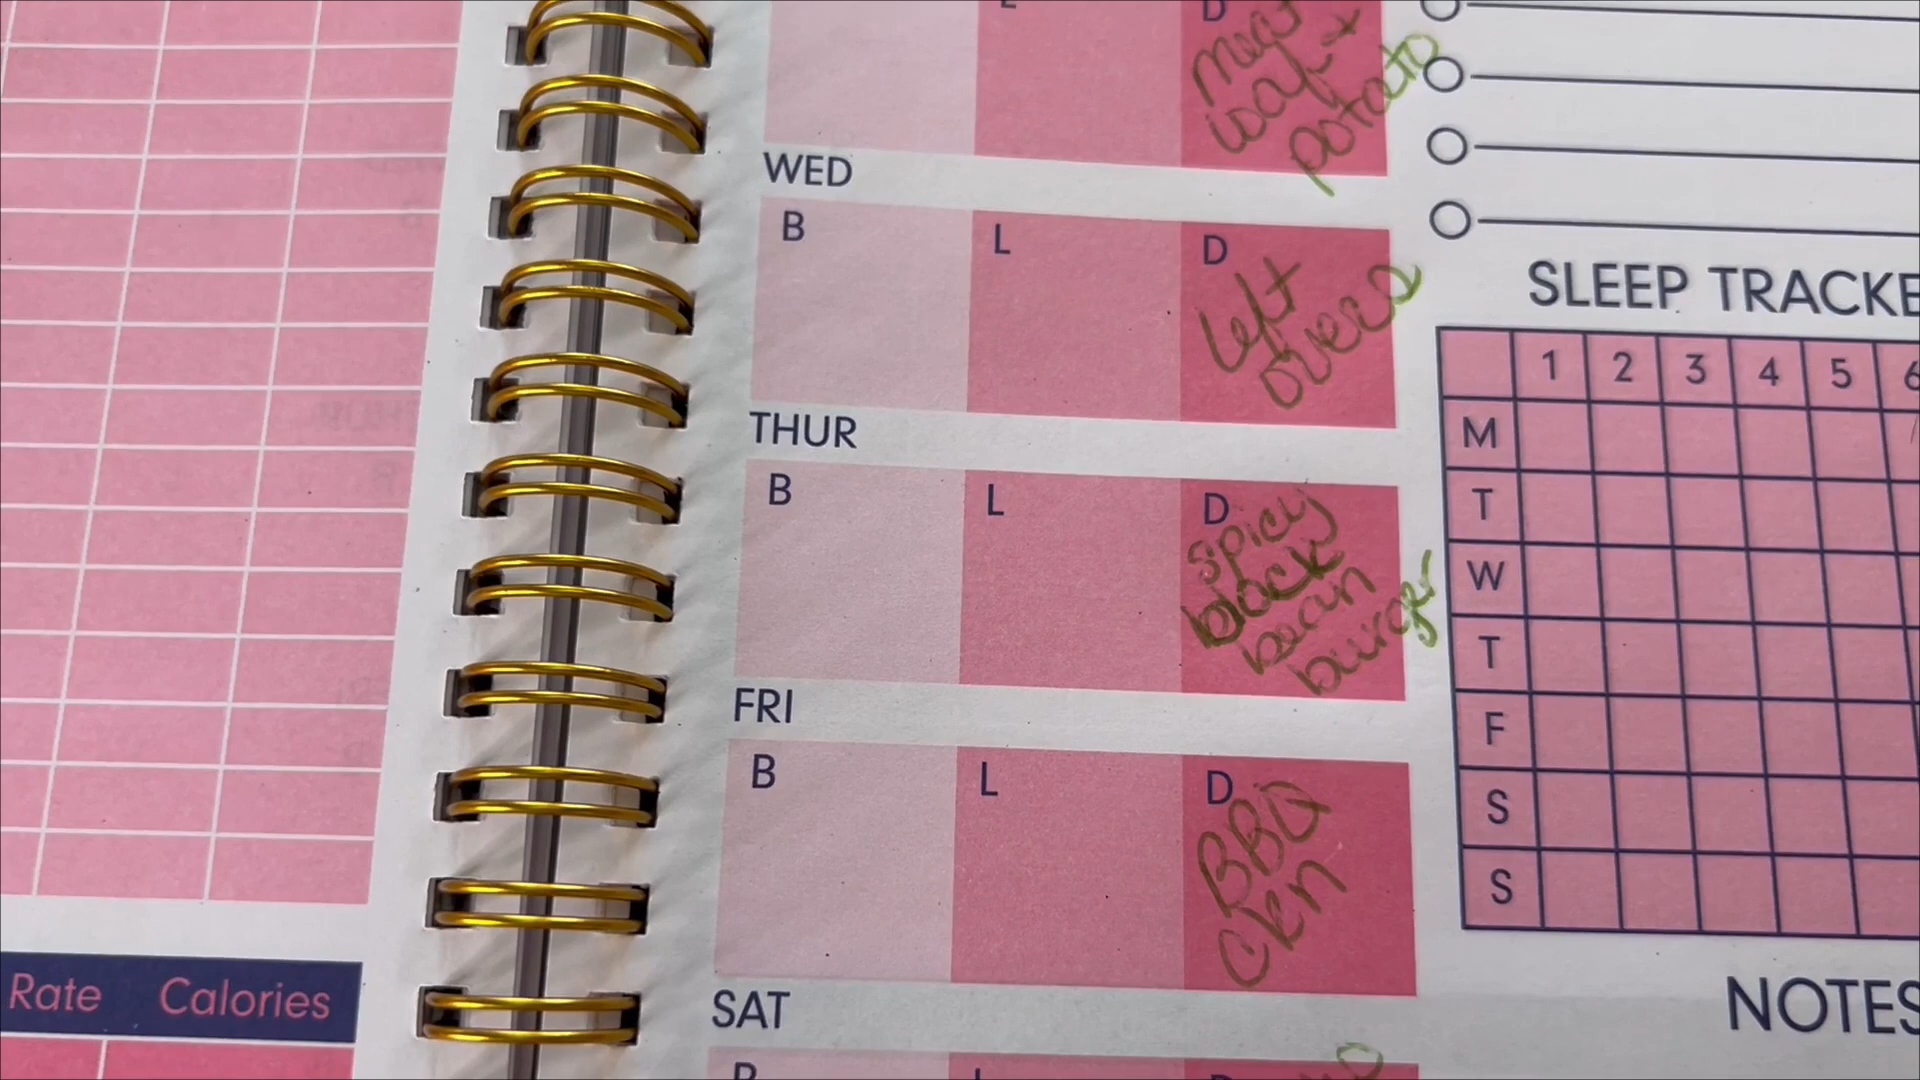 L
D
meat
loaf +
potato
WED
B
L
D
left
overs
THUR
B
L
D
spicy
black
bean
burger
FRI
B
L
D
BBQ
ckn
SAT
B
L
D
SLEEP TRACKE
1 2 3 4 5 6
M
T
W
T
F
S
S
NOTES
Rate Calories